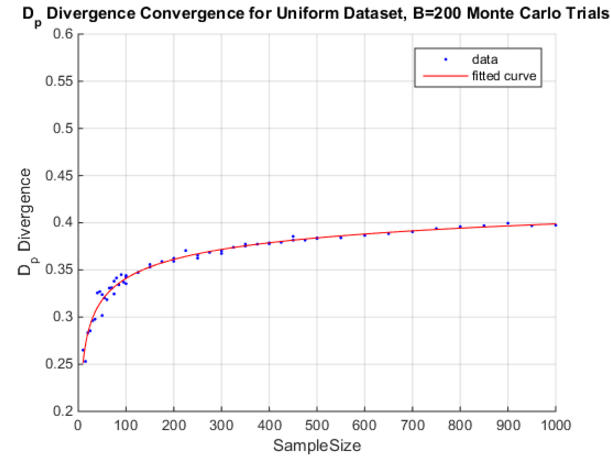 D_p Divergence Convergence for Uniform Dataset, B=200 Monte Carlo Trials
data
fitted curve
0.6
0.55
0.5
0.45
0.4
0.35
0.3
0.25
0.2
D_p Divergence
0 100 200 300 400 500 600 700 800 900 1000
SampleSize